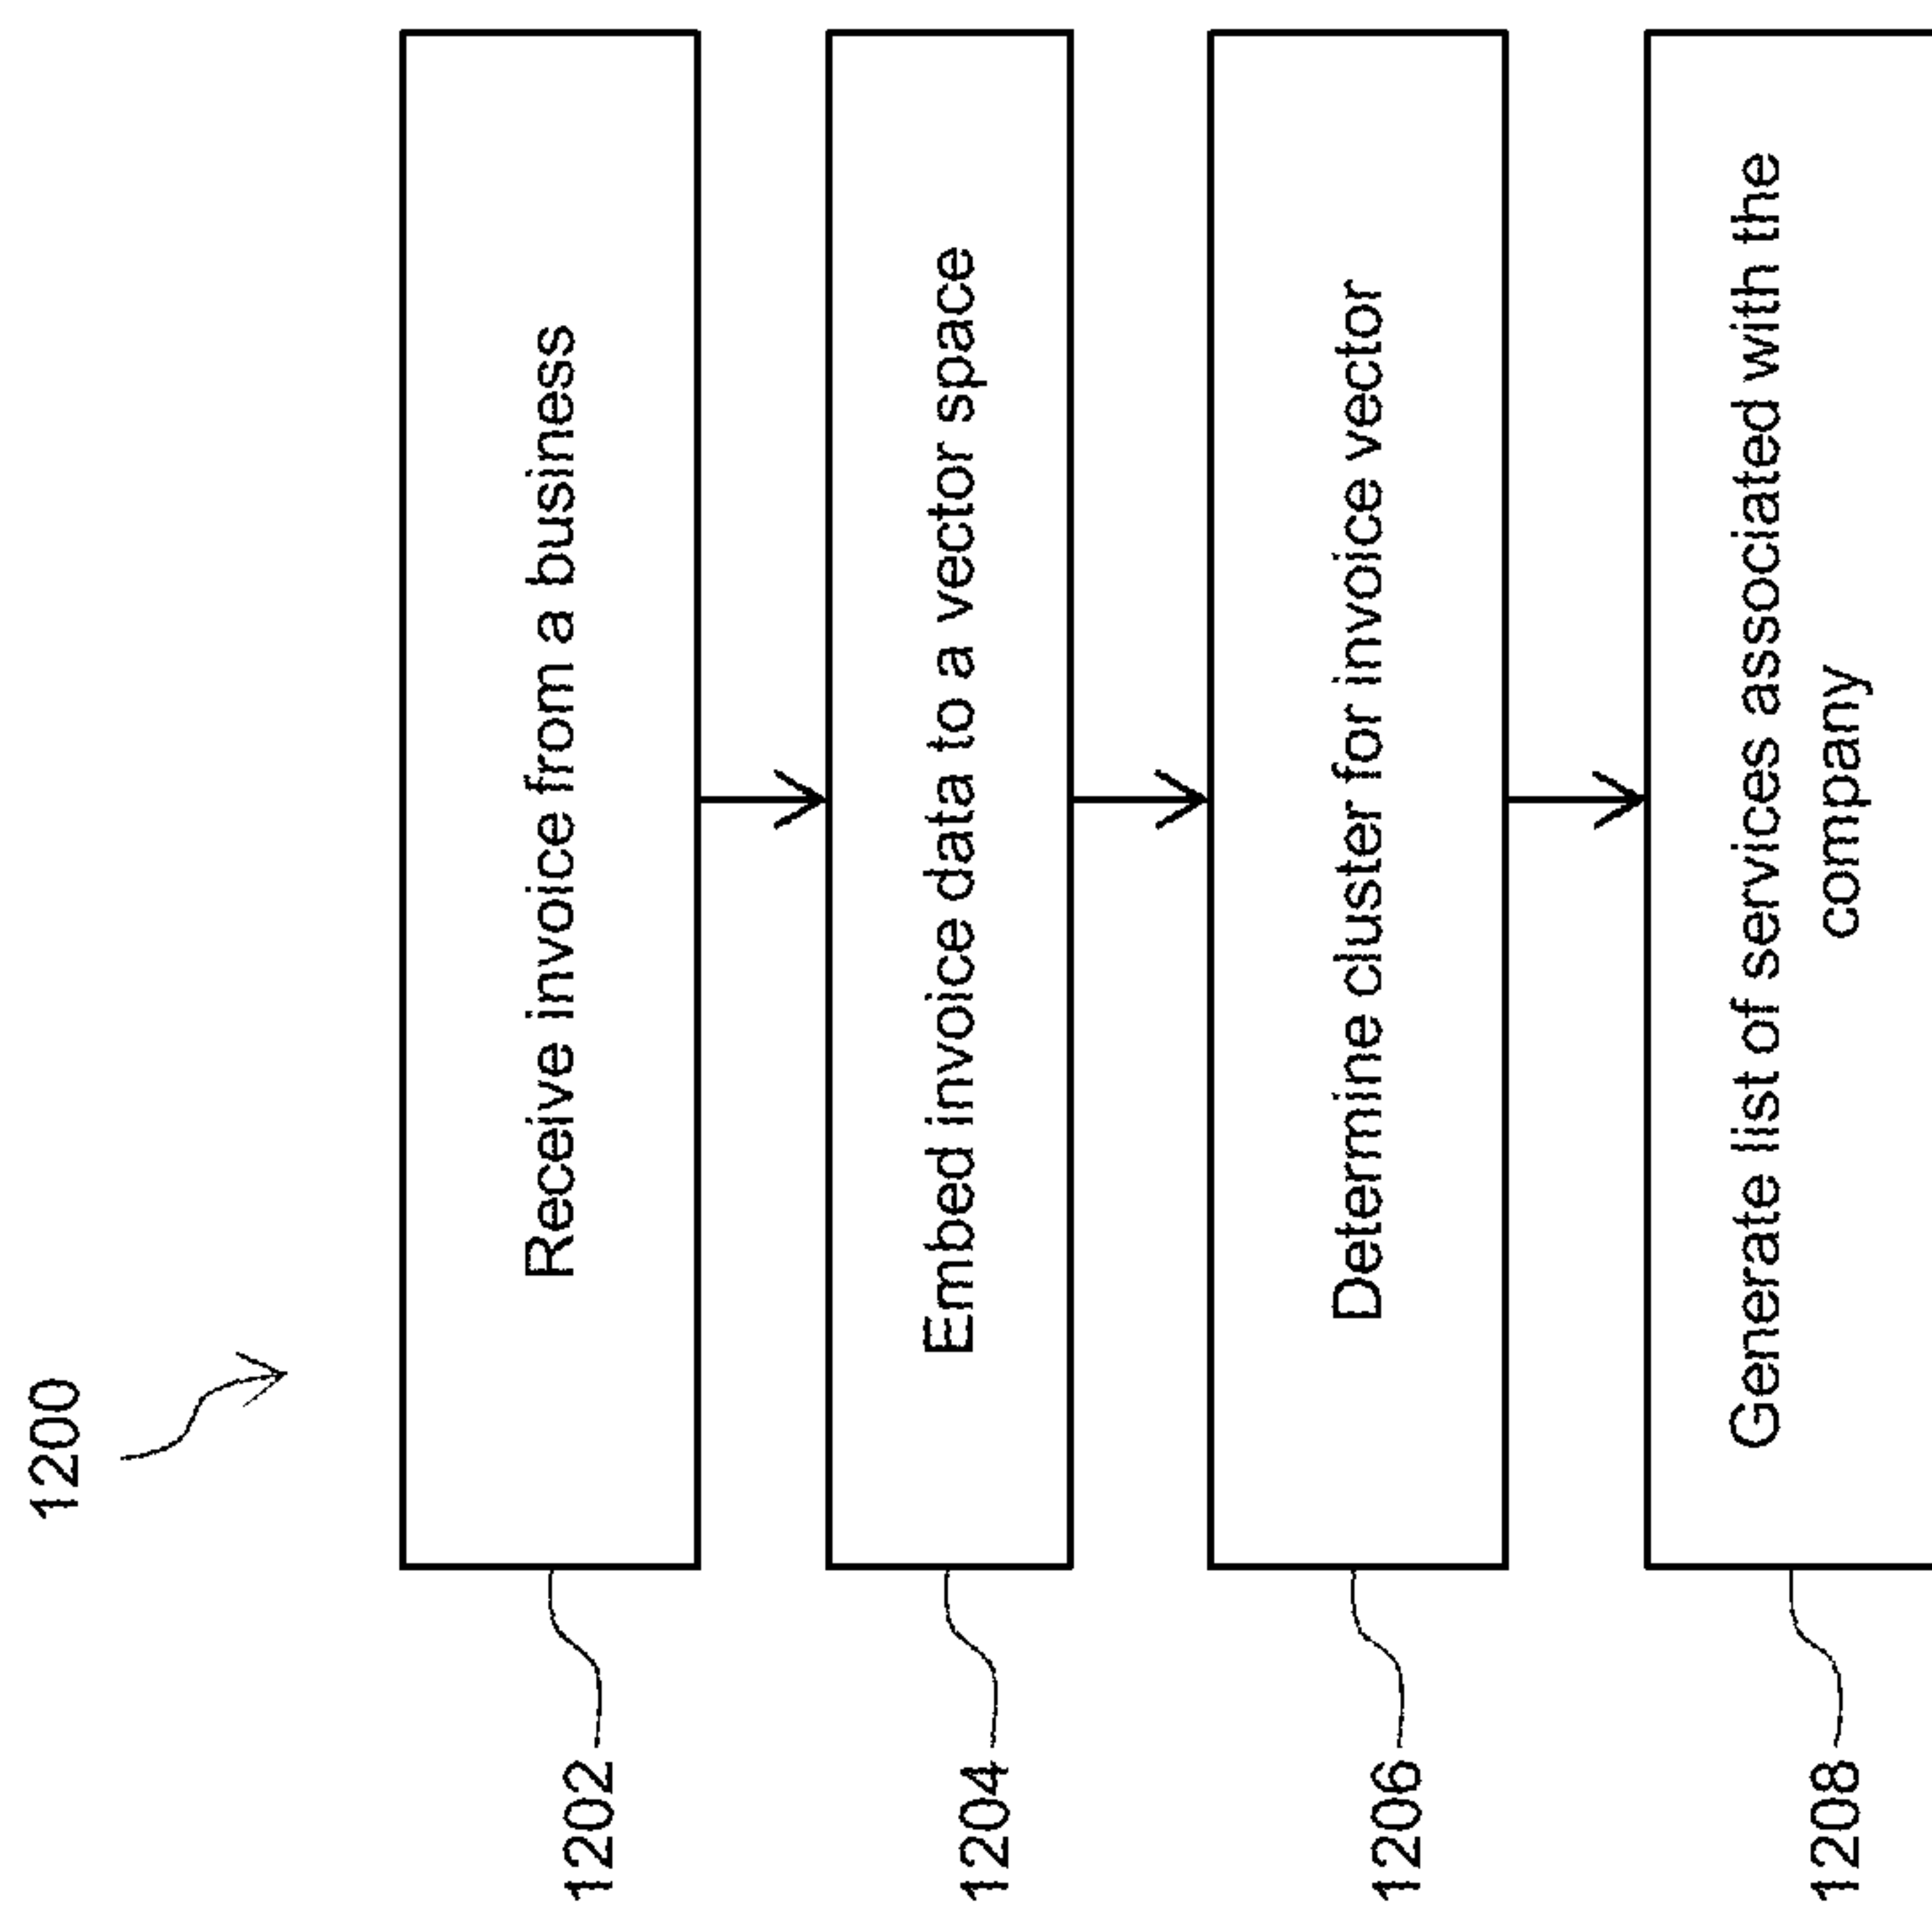 1200
1202
Receive invoice from a business
1204
Embed invoice data to a vector space
1206
Determine cluster for invoice vector
1208
Generate list of services associated with the
company